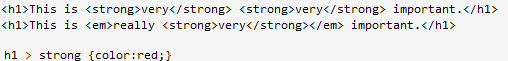 <h1>This is <strong>very</strong> <strong>very</strong> important.</h1>
<h1>This is <em>really <strong>very</strong></em> important.</h1>
h1 > strong {color:red;}